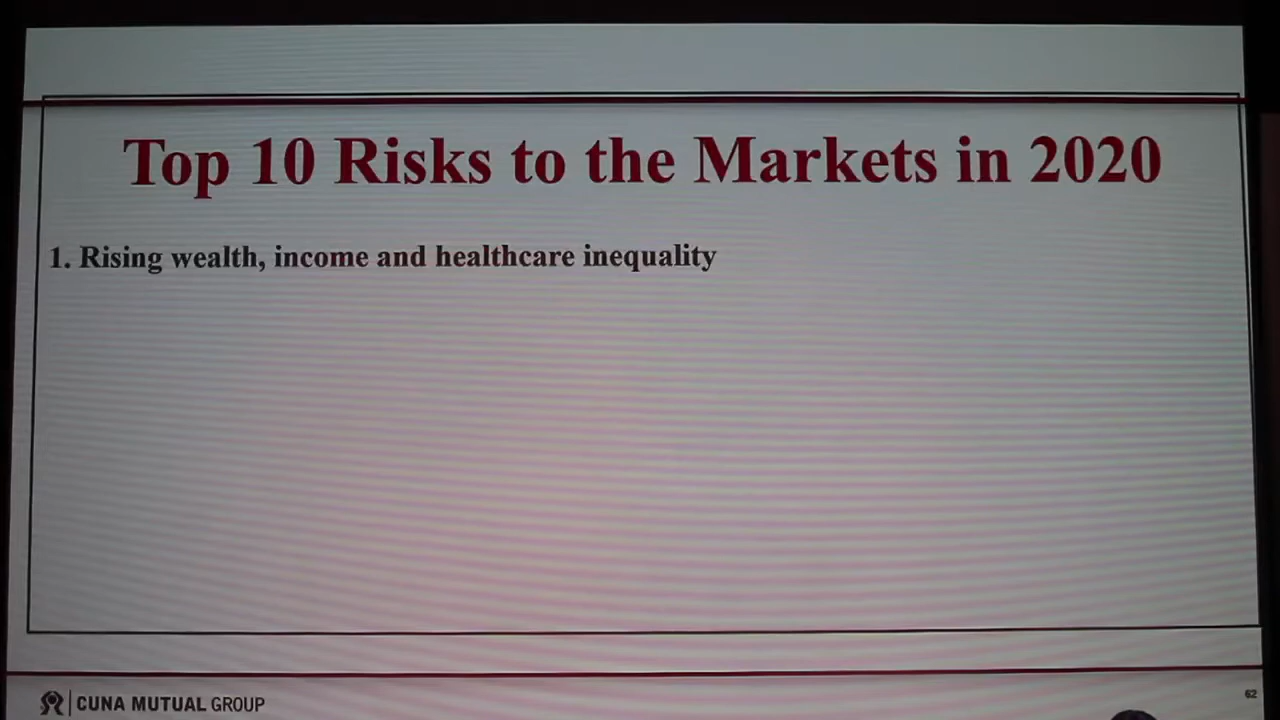 Top 10 Risks to the Markets in 2020
1. Rising wealth, income and healthcare inequality
CUNA MUTUAL GROUP
62